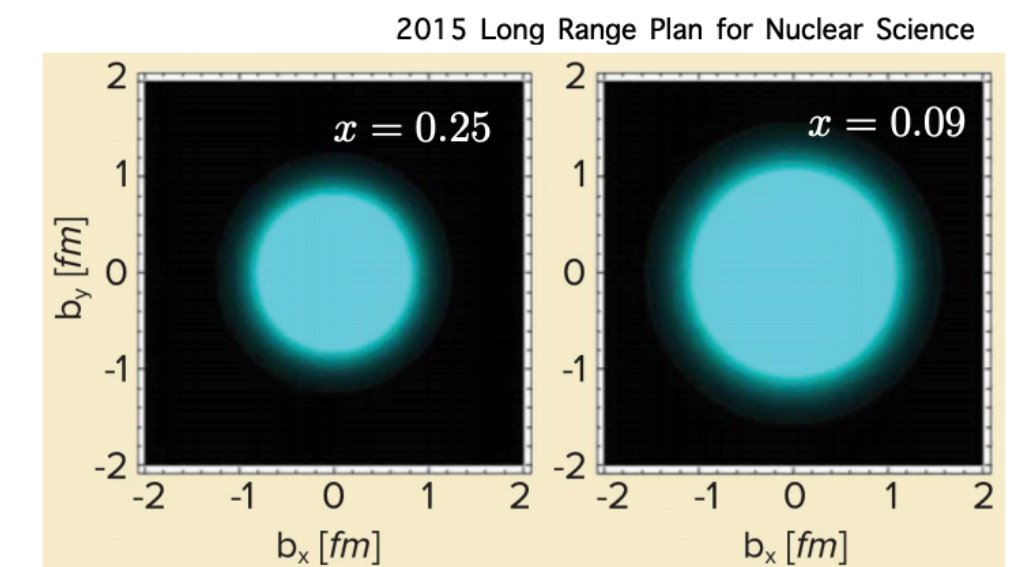 2015 Long Range Plan for Nuclear Science
x = 0.25
x = 0.09
2
1
0
-1
-2
b_y [fm]
-2 -1 0 1 2
b_x [fm]
2
1
0
-1
-2
-2 -1 0 1 2
b_x [fm]